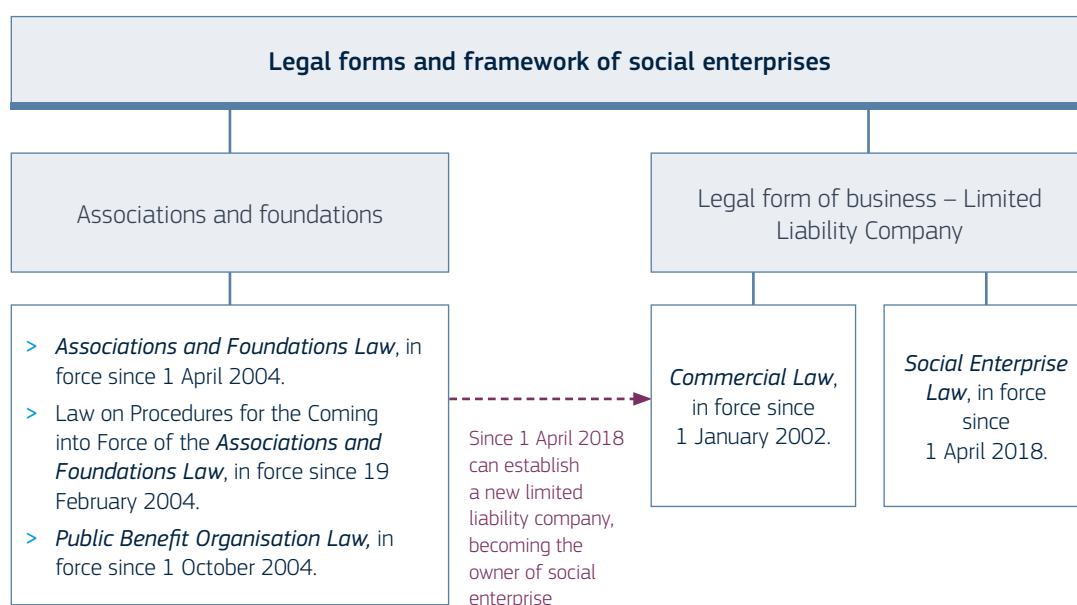 Legal forms and framework of social enterprises
Associations and foundations
Legal form of business – Limited
Liability Company
> Associations and Foundations Law, in
force since 1 April 2004.
> Law on Procedures for the Coming
into Force of the Associations and
Foundations Law, in force since 19
February 2004.
> Public Benefit Organisation Law, in
force since 1 October 2004.
Since 1 April 2018
can establish
a new limited
liability company,
becoming the
owner of social
enterprise
Commercial Law,
in force since
1 January 2002.
Social Enterprise
Law, in force
since
1 April 2018.